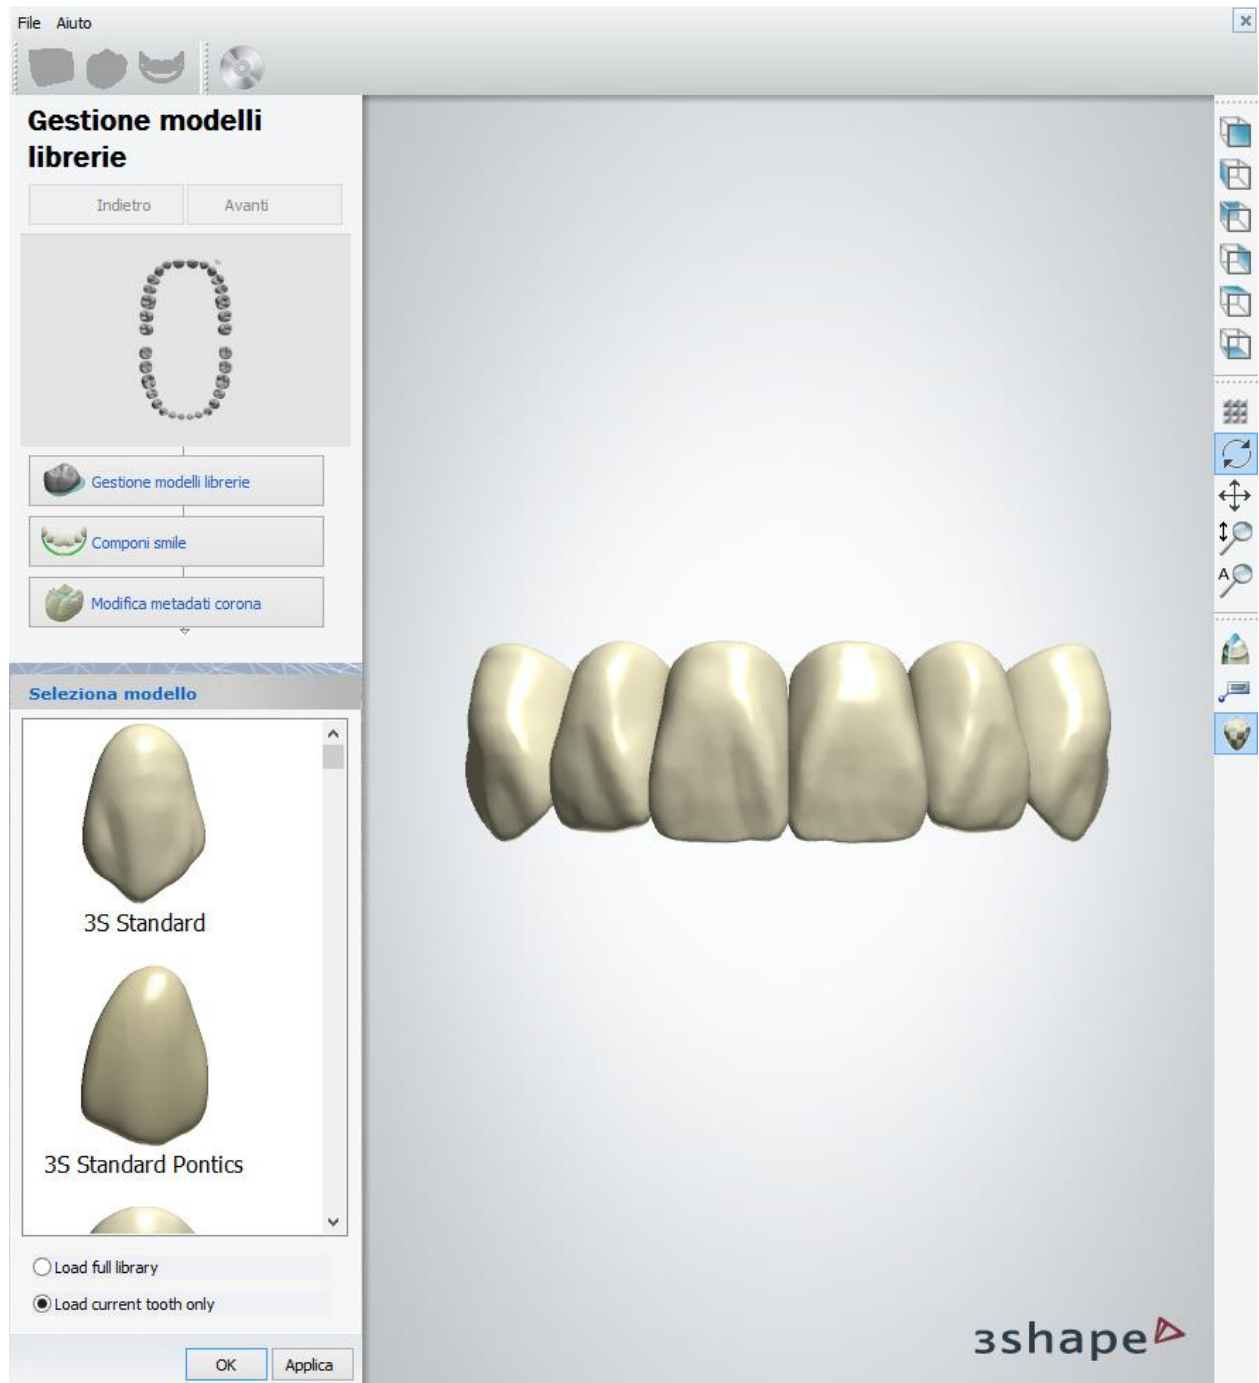 File Aiuto
Gestione modelli
librerie
Indietro Avanti
Gestione modelli librerie
Componi smile
Modifica metadati corona
Seleziona modello
3S Standard
3S Standard Pontics
Load full library
Load current tooth only
OK Applica
A
3shape